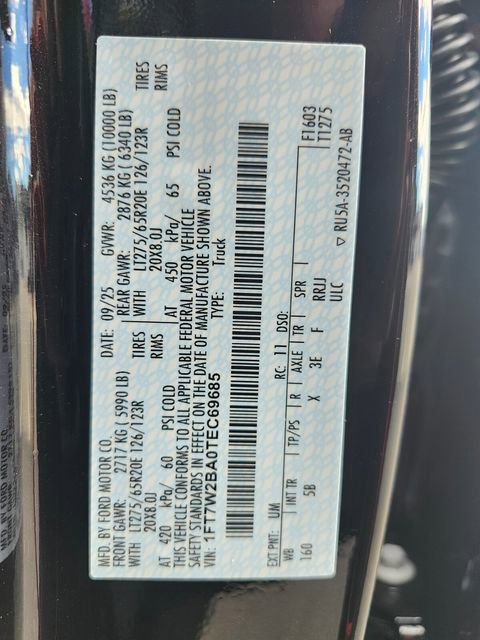 MFD. BY FORD MOTOR CO.
DATE: 09/25 GVWR: 4536 KG (10000 LB)
FRONT GAWR: 2717 KG ( 5990 LB) REAR GAWR: 2876 KG ( 6340 LB)
WITH LT275/65R20E 126/123R TIRES WITH LT275/65R20E 126/123R TIRES
20X8.0J RIMS 20X8.0J RIMS
AT 420 kPa/ 60 PSI COLD AT 450 kPa/ 65 PSI COLD
THIS VEHICLE CONFORMS TO ALL APPLICABLE FEDERAL MOTOR VEHICLE
SAFETY STANDARDS IN EFFECT ON THE DATE OF MANUFACTURE SHOWN ABOVE.
VIN: 1FT7W2BA0TEC69685 TYPE: Truck
F1603
T1275
EXT PNT: UM RC: 11 DSO:
WB INT TR TP/PS R AXLE TR SPR
160 5B X 3E F RRJJ
ULC
▽ RU5A-3520472-AB